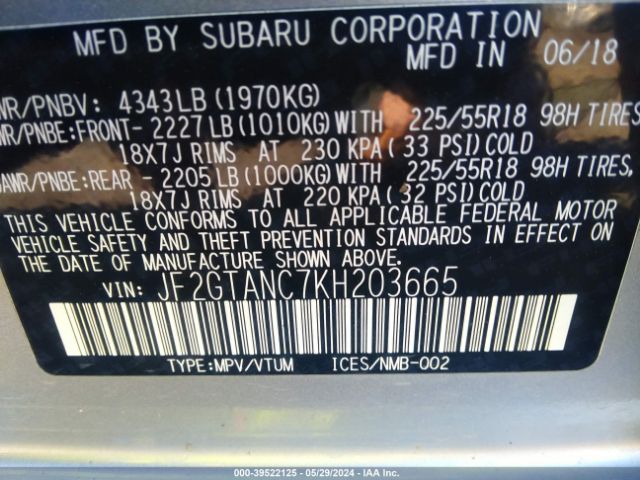 MFD BY SUBARU CORPORATION
MFD IN 06/18
WR/PNBV: 4343LB (1970KG)
WR/PNBE:FRONT- 2227LB(1010KG)WITH 225/55R18 98H TIRES
18X7J RIMS AT 230 KPA(33 PSI)COLD
GAWR/PNBE:REAR - 2205LB(1000KG)WITH 225/55R18 98H TIRES,
18X7J RIMS AT 220 KPA(32 PSI)COLD
THIS VEHICLE CONFORMS TO ALL APPLICABLE FEDERAL MOTOR
VEHICLE SAFETY AND THEFT PREVENTION STANDARDS IN EFFECT
ON THE DATE OF MANUFACTURE SHOWN ABOVE.
VIN: JF2GTANC7KH203665
TYPE:MPV/VTUM ICES/NMB-002
000-39522125 - 05/29/2024 - IAA Inc.